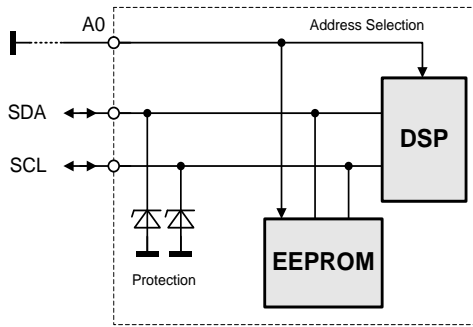 A0
Address Selection
SDA
DSP
SCL
EEPROM
Protection